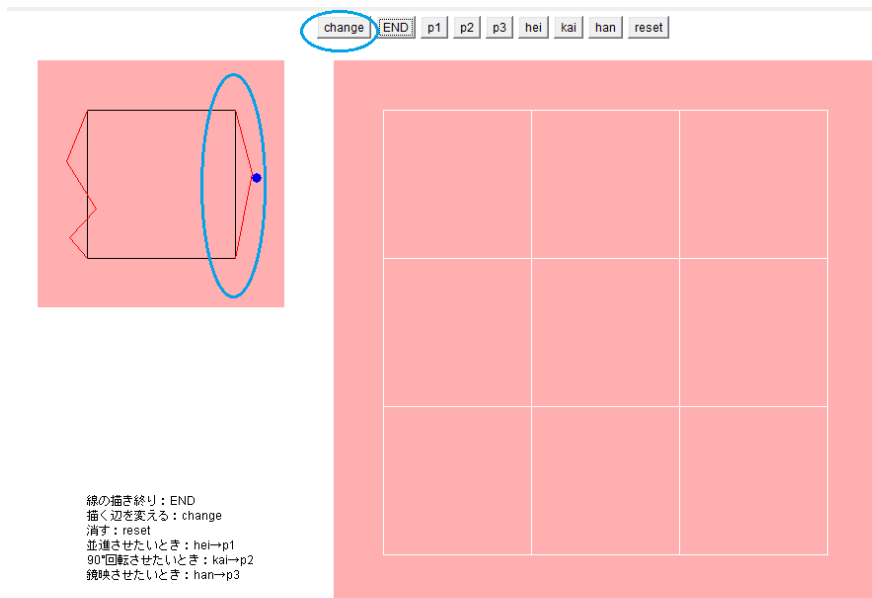 change END p1 p2 p3 hei kai han reset
線の描き終り：END
描く辺を変える：change
消す：reset
並進させたいとき：hei→p1
90°回転させたいとき：kai→p2
鏡映させたいとき：han→p3